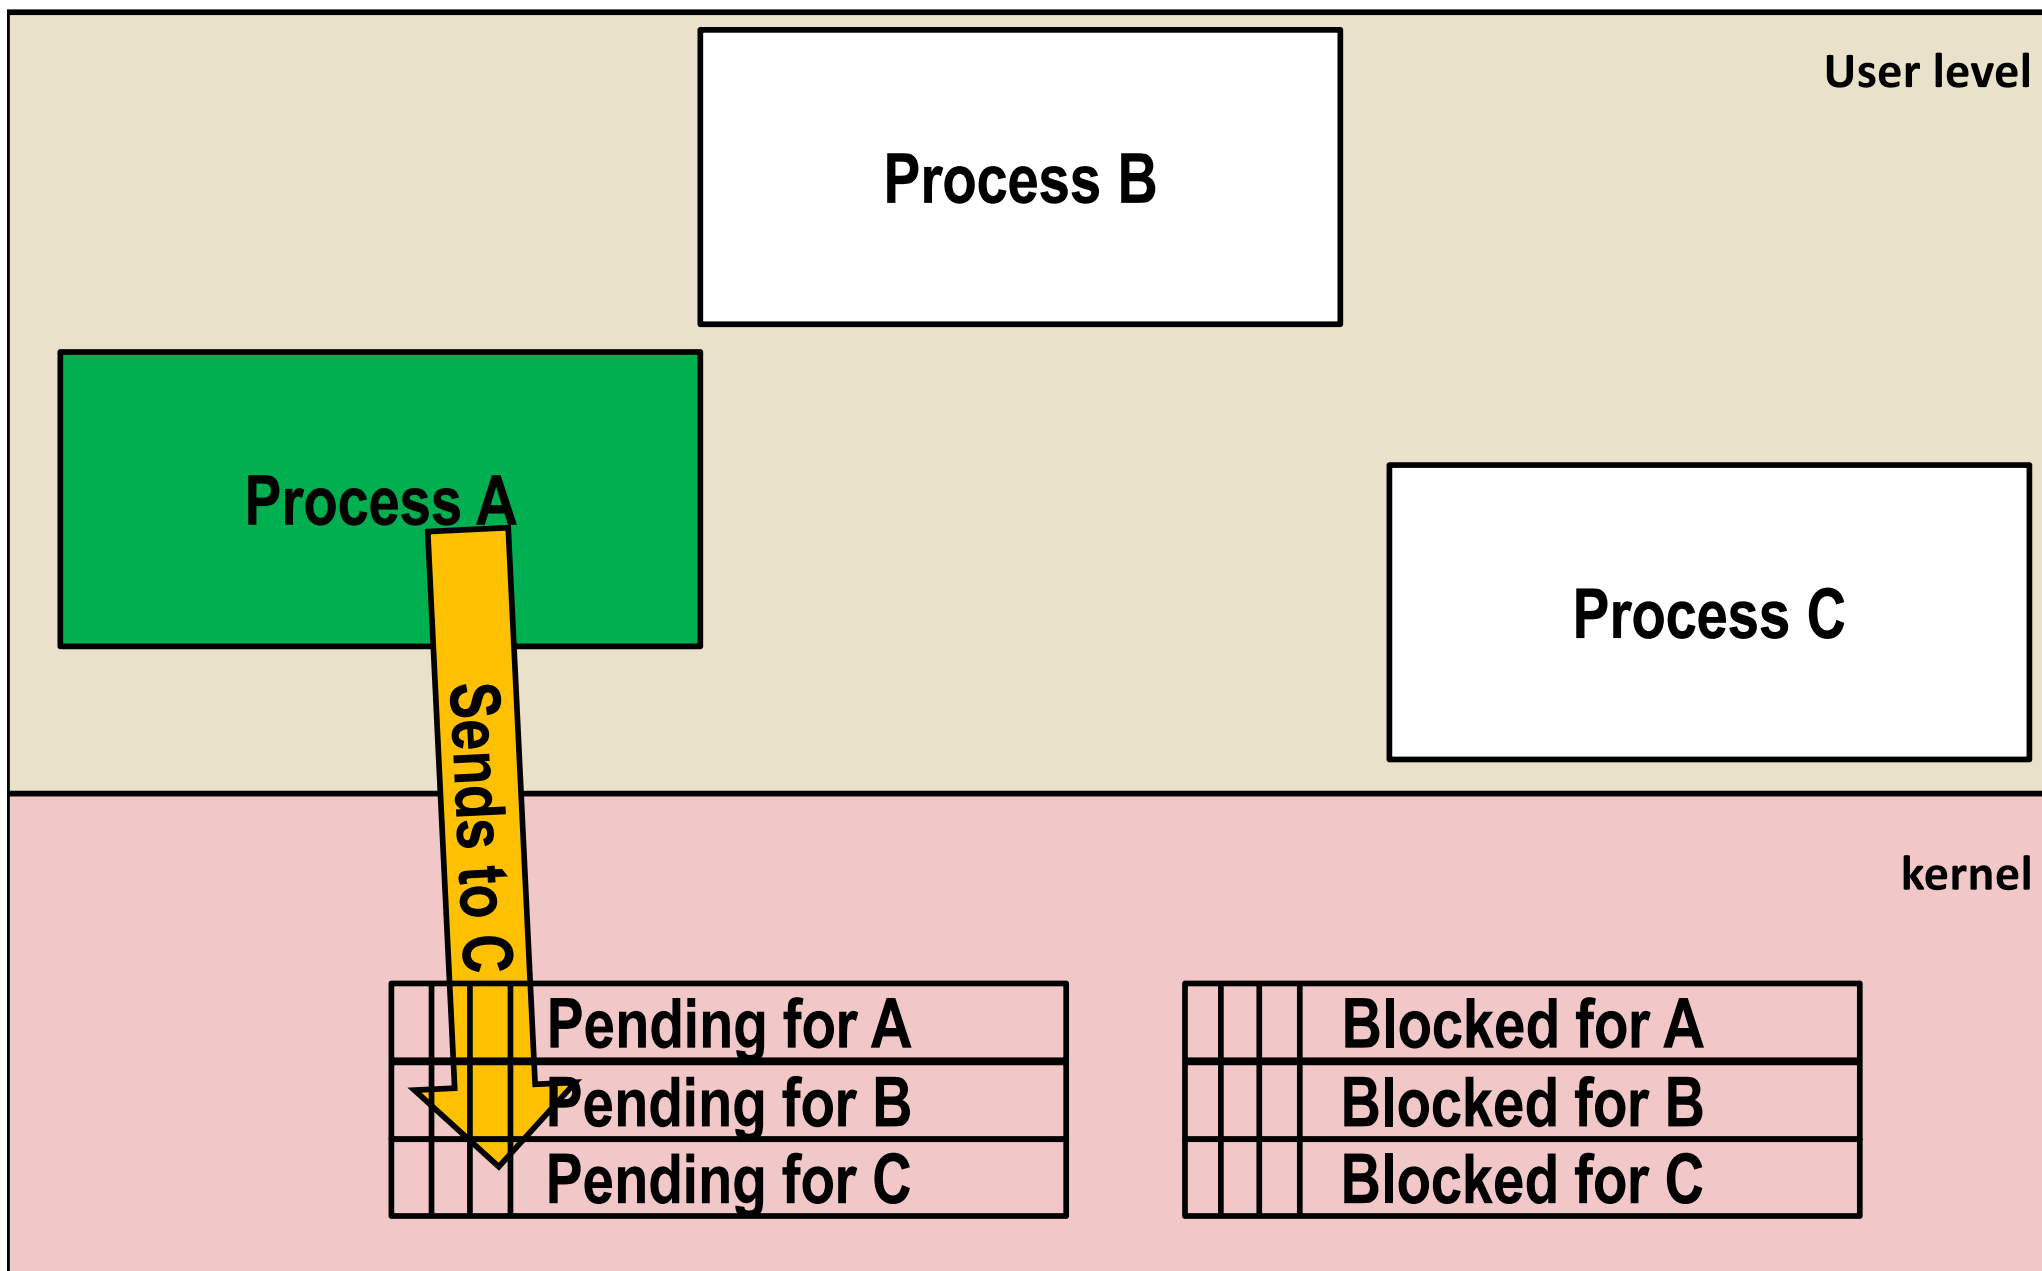 User level
Process B
Process A
Process C
Sends to C
kernel
Pending for A
Blocked for A
Pending for B
Blocked for B
Pending for C
Blocked for C